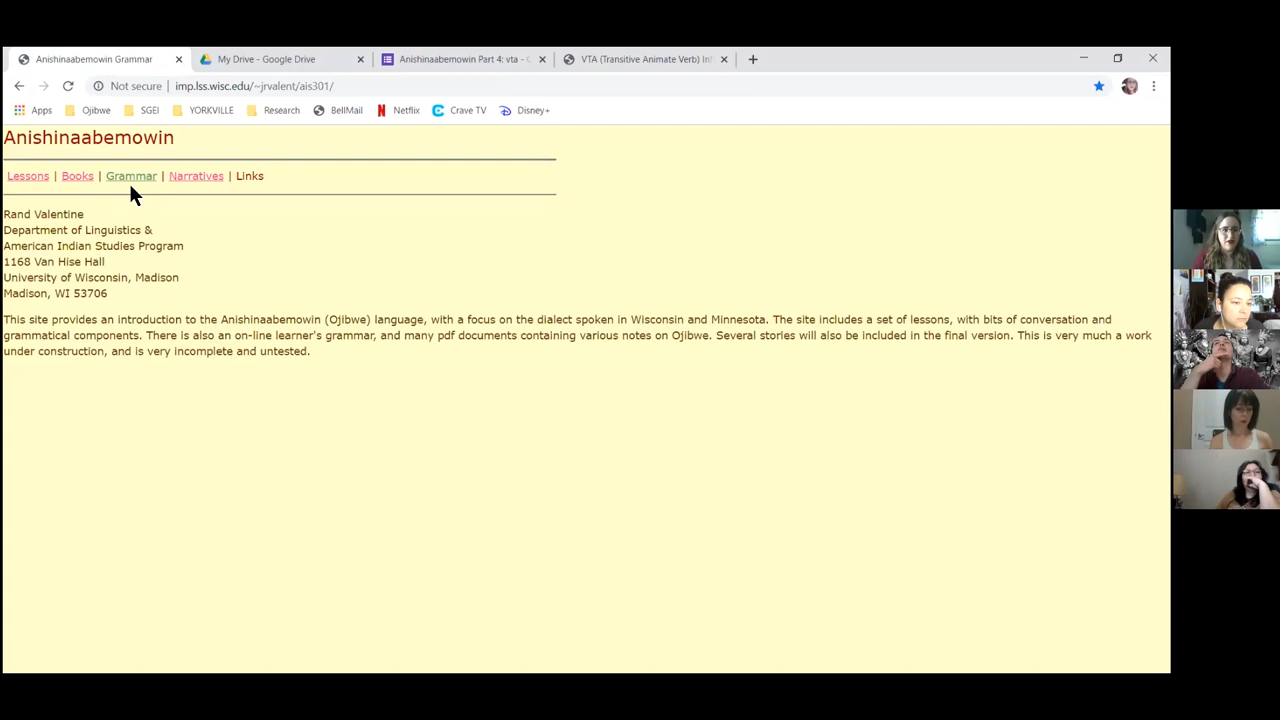 Anishinaabemowin Grammar
My Drive - Google Drive
Anishinaabemowin Part 4: vta -
VTA (Transitive Animate Verb)
Not secure | imp.lss.wisc.edu/~jrvalent/ais301/
Apps Ojibwe SGEI YORKVILLE Research BellMail Netflix Crave TV Disney+
Anishinaabemowin
Lessons | Books | Grammar | Narratives | Links
Rand Valentine
Department of Linguistics &
American Indian Studies Program
1168 Van Hise Hall
University of Wisconsin, Madison
Madison, WI 53706
This site provides an introduction to the Anishinaabemowin (Ojibwe) language, with a focus on the dialect spoken in Wisconsin and Minnesota. The site includes a set of lessons, with bits of conversation and
grammatical components. There is also an on-line learner's grammar, and many pdf documents containing various notes on Ojibwe. Several stories will also be included in the final version. This is very much a work
under construction, and is very incomplete and untested.